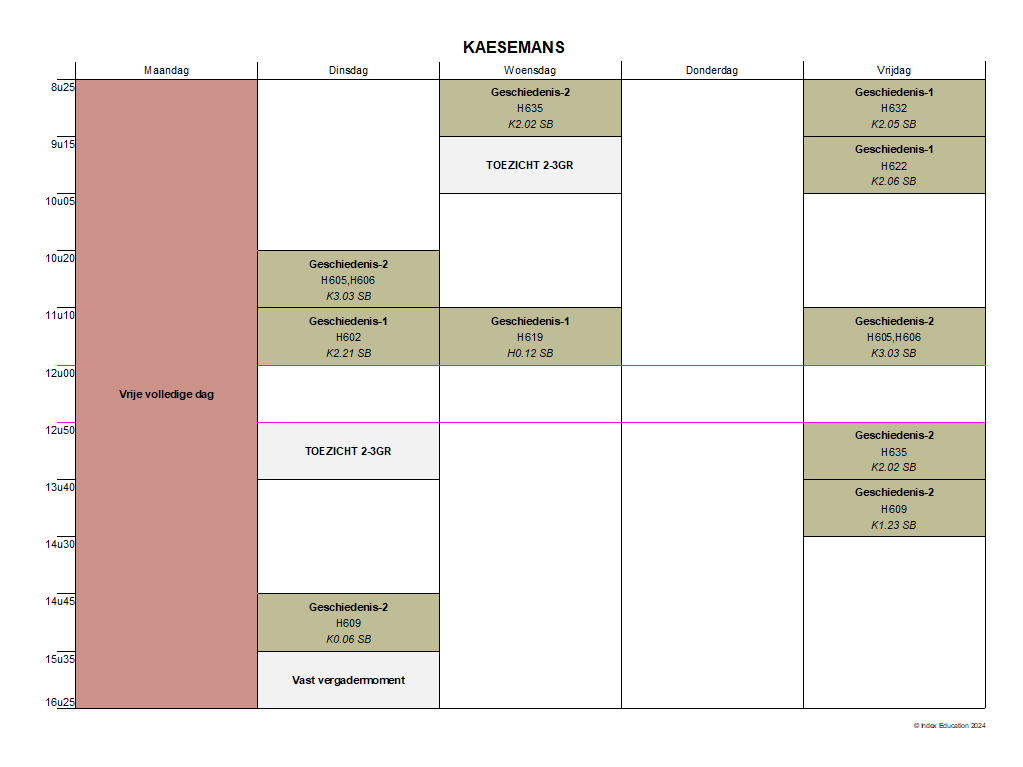 KAESEMANS
Maandag Dinsdag Woensdag Donderdag Vrijdag
8u25
Geschiedenis-2
H635
K2.02 SB
Geschiedenis-1
H632
K2.05 SB
9u15
TOEZICHT 2-3GR
Geschiedenis-1
H622
K2.06 SB
10u05
10u20
Geschiedenis-2
H605,H606
K3.03 SB
11u10
Geschiedenis-1
H602
K2.21 SB
Geschiedenis-1
H619
H0.12 SB
Geschiedenis-2
H605,H606
K3.03 SB
12u00
Vrije volledige dag
12u50
TOEZICHT 2-3GR
Geschiedenis-2
H635
K2.02 SB
13u40
Geschiedenis-2
H609
K1.23 SB
14u30
14u45
Geschiedenis-2
H609
K0.06 SB
15u35
Vast vergadermoment
16u25
© Index Education 2024